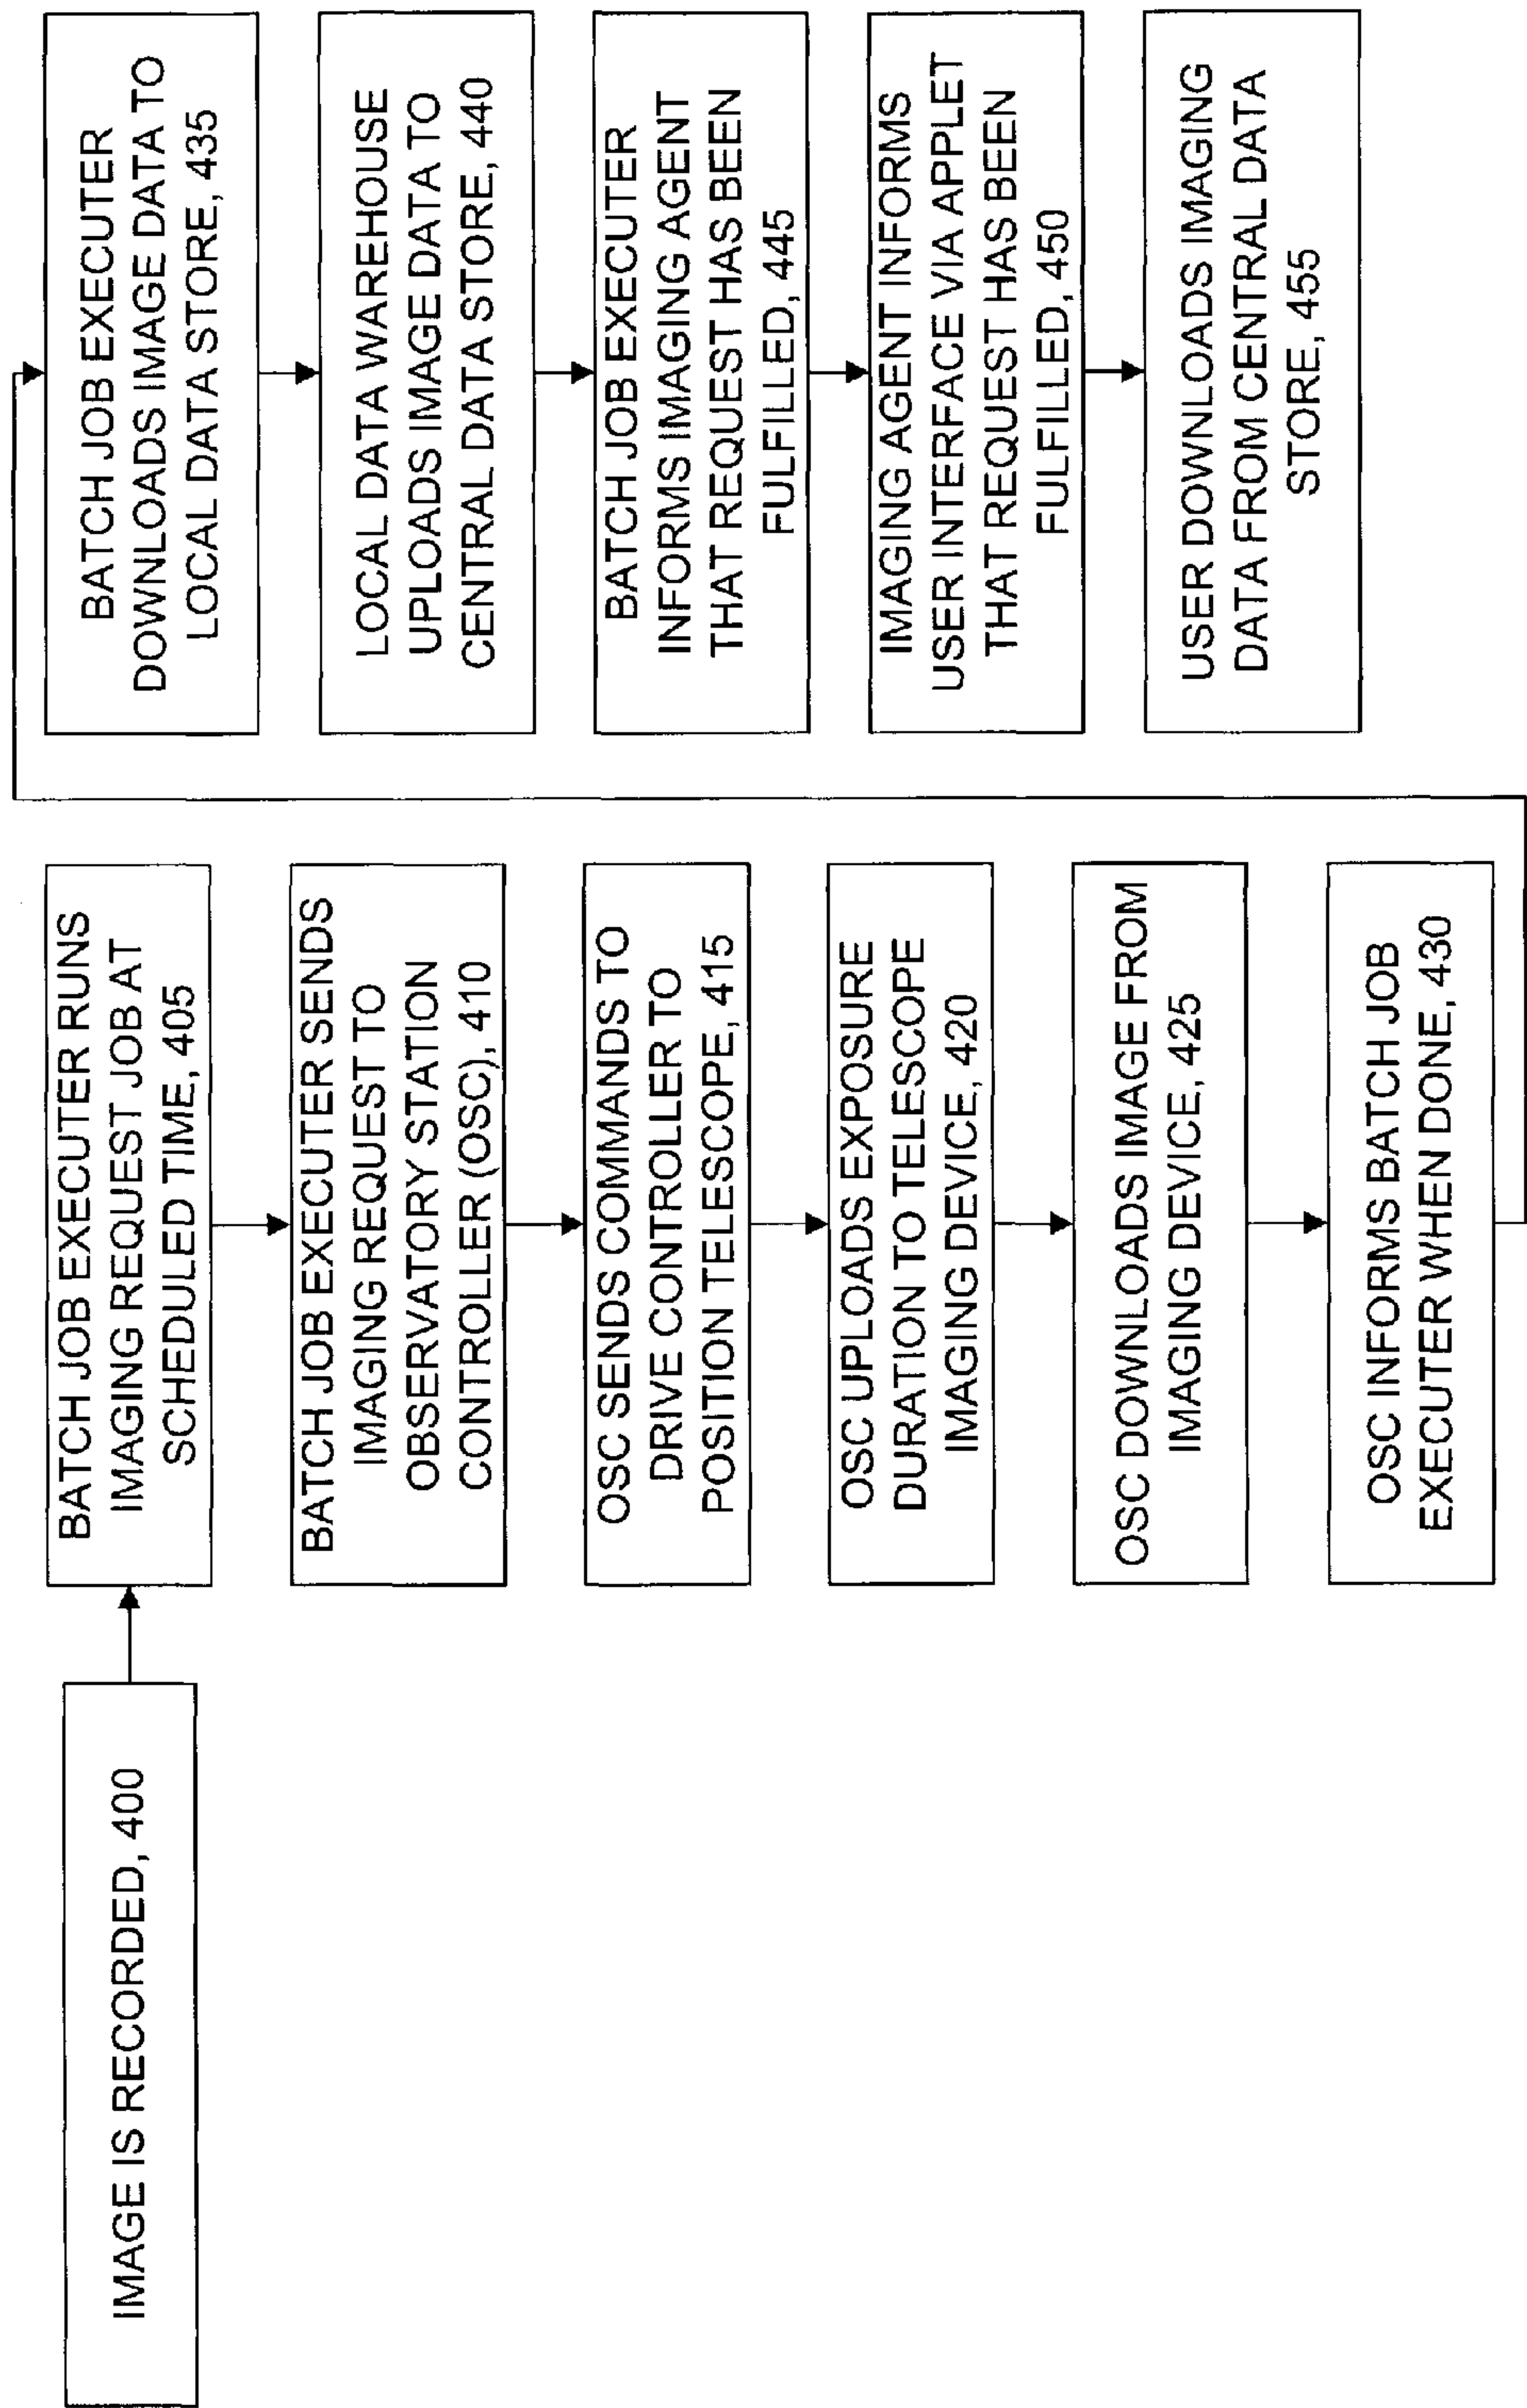 IMAGE IS RECORDED, 400
BATCH JOB EXECUTER RUNS
IMAGING REQUEST JOB AT
SCHEDULED TIME, 405
BATCH JOB EXECUTER SENDS
IMAGING REQUEST TO
OBSERVATORY STATION
CONTROLLER (OSC), 410
OSC SENDS COMMANDS TO
DRIVE CONTROLLER TO
POSITION TELESCOPE, 415
OSC UPLOADS EXPOSURE
DURATION TO TELESCOPE
IMAGING DEVICE, 420
OSC DOWNLOADS IMAGE FROM
IMAGING DEVICE, 425
OSC INFORMS BATCH JOB
EXECUTER WHEN DONE, 430
BATCH JOB EXECUTER
DOWNLOADS IMAGE DATA TO
LOCAL DATA STORE, 435
LOCAL DATA WAREHOUSE
UPLOADS IMAGE DATA TO
CENTRAL DATA STORE, 440
BATCH JOB EXECUTER
INFORMS IMAGING AGENT
THAT REQUEST HAS BEEN
FULFILLED, 445
IMAGING AGENT INFORMS
USER INTERFACE VIA APPLET
THAT REQUEST HAS BEEN
FULFILLED, 450
USER DOWNLOADS IMAGING
DATA FROM CENTRAL DATA
STORE, 455